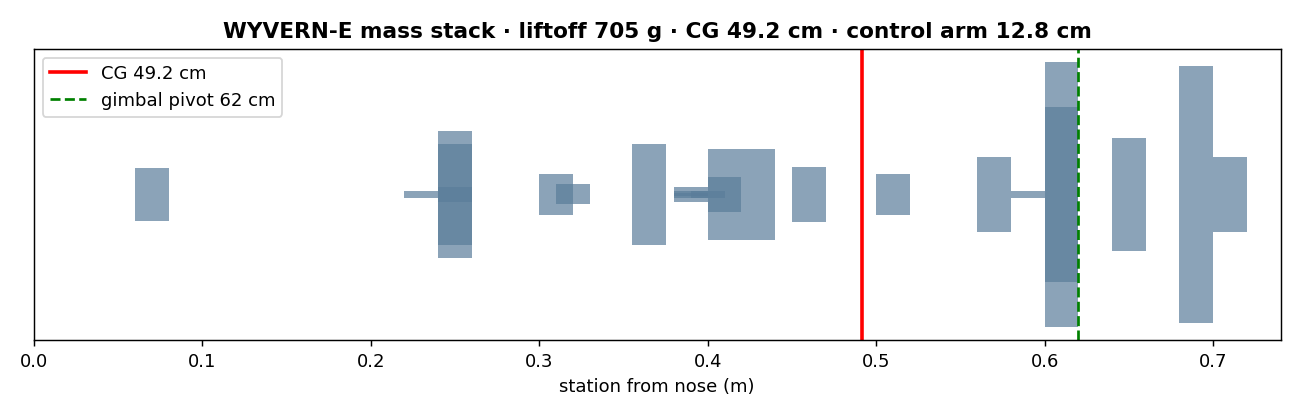 WYVERN-E mass stack · liftoff 705 g · CG 49.2 cm · control arm 12.8 cm
CG 49.2 cm
gimbal pivot 62 cm
0.0 0.1 0.2 0.3 0.4 0.5 0.6 0.7
station from nose (m)